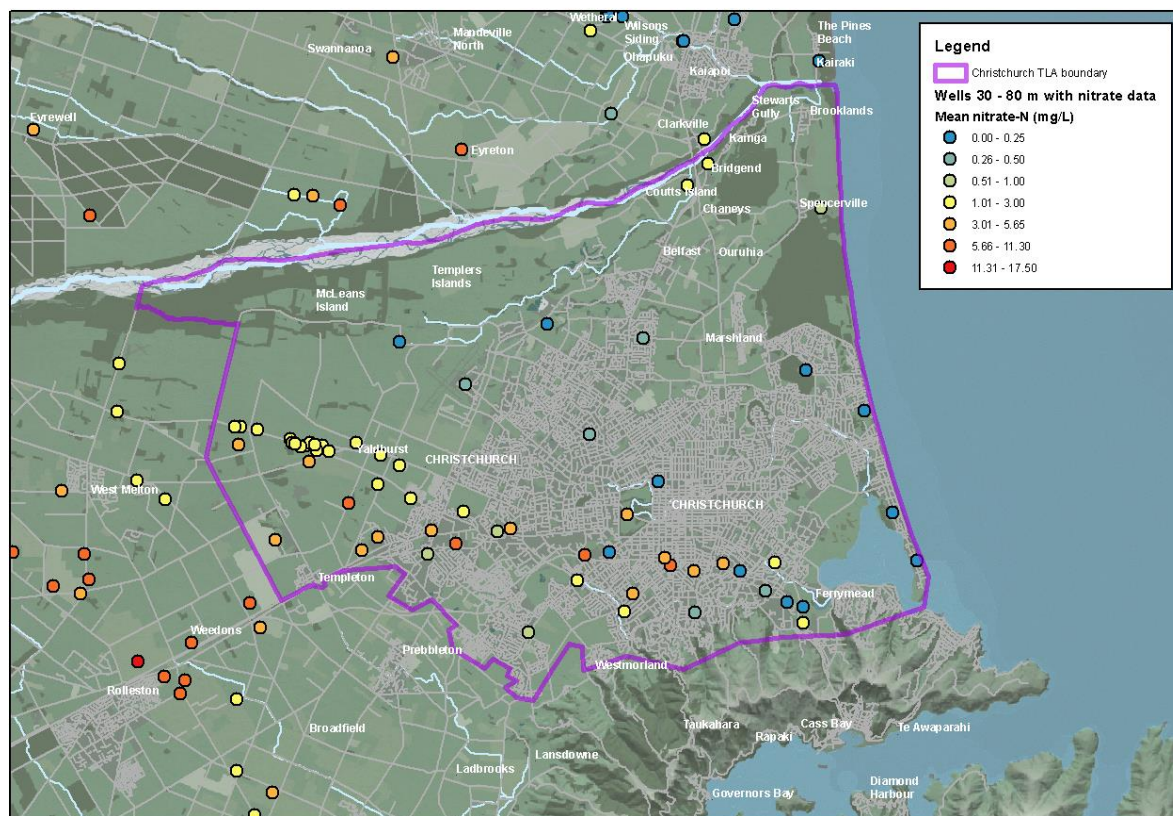 Wetheral
Wilsons
Siding
The Pines
Beach
Mandeville
North
Swannanoa
Ohapuku
Kaiapoi
Kairaki
Stewarts
Gully
Brooklands
Eyrewell
Clarkville
Kainga
Eyreton
Bridgend
Coutts Island
Chaneys
Spencerville
Belfast
Ouruhia
Templers
Islands
McLeans
Island
Marshland
Yaldhurst
CHRISTCHURCH
West Melton
CHRISTCHURCH
Templeton
Ferrymead
Weedons
Prebbleton
Westmorland
Rolleston
Broadfield
Taukahara
Cass Bay
Te Awaparahi
Rapaki
Lansdowne
Ladbrooks
Diamond
Harbour
Governors Bay
Legend
Christchurch TLA boundary
Wells 30 - 80 m with nitrate data
Mean nitrate-N (mg/L)
0.00 - 0.25
0.26 - 0.50
0.51 - 1.00
1.01 - 3.00
3.01 - 5.65
5.66 - 11.30
11.31 - 17.50